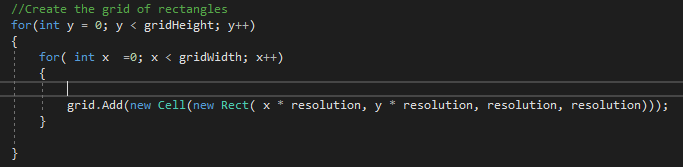 //Create the grid of rectangles
for(int y = 0; y < gridHeight; y++)
{
for( int x  =0; x < gridWidth; x++)
{
grid.Add(new Cell(new Rect( x * resolution, y * resolution, resolution, resolution)));
}
}